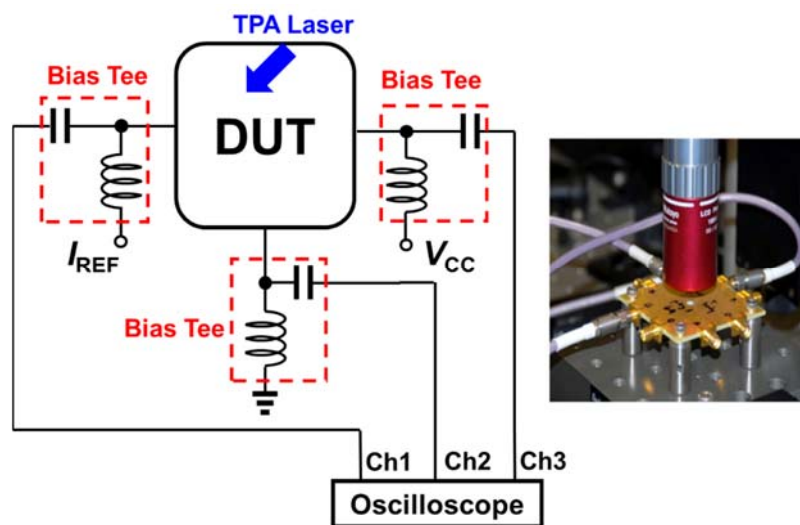 TPA Laser
Bias Tee
Bias Tee
DUT
IREF
VCC
Bias Tee
Ch1
Ch2
Ch3
Oscilloscope